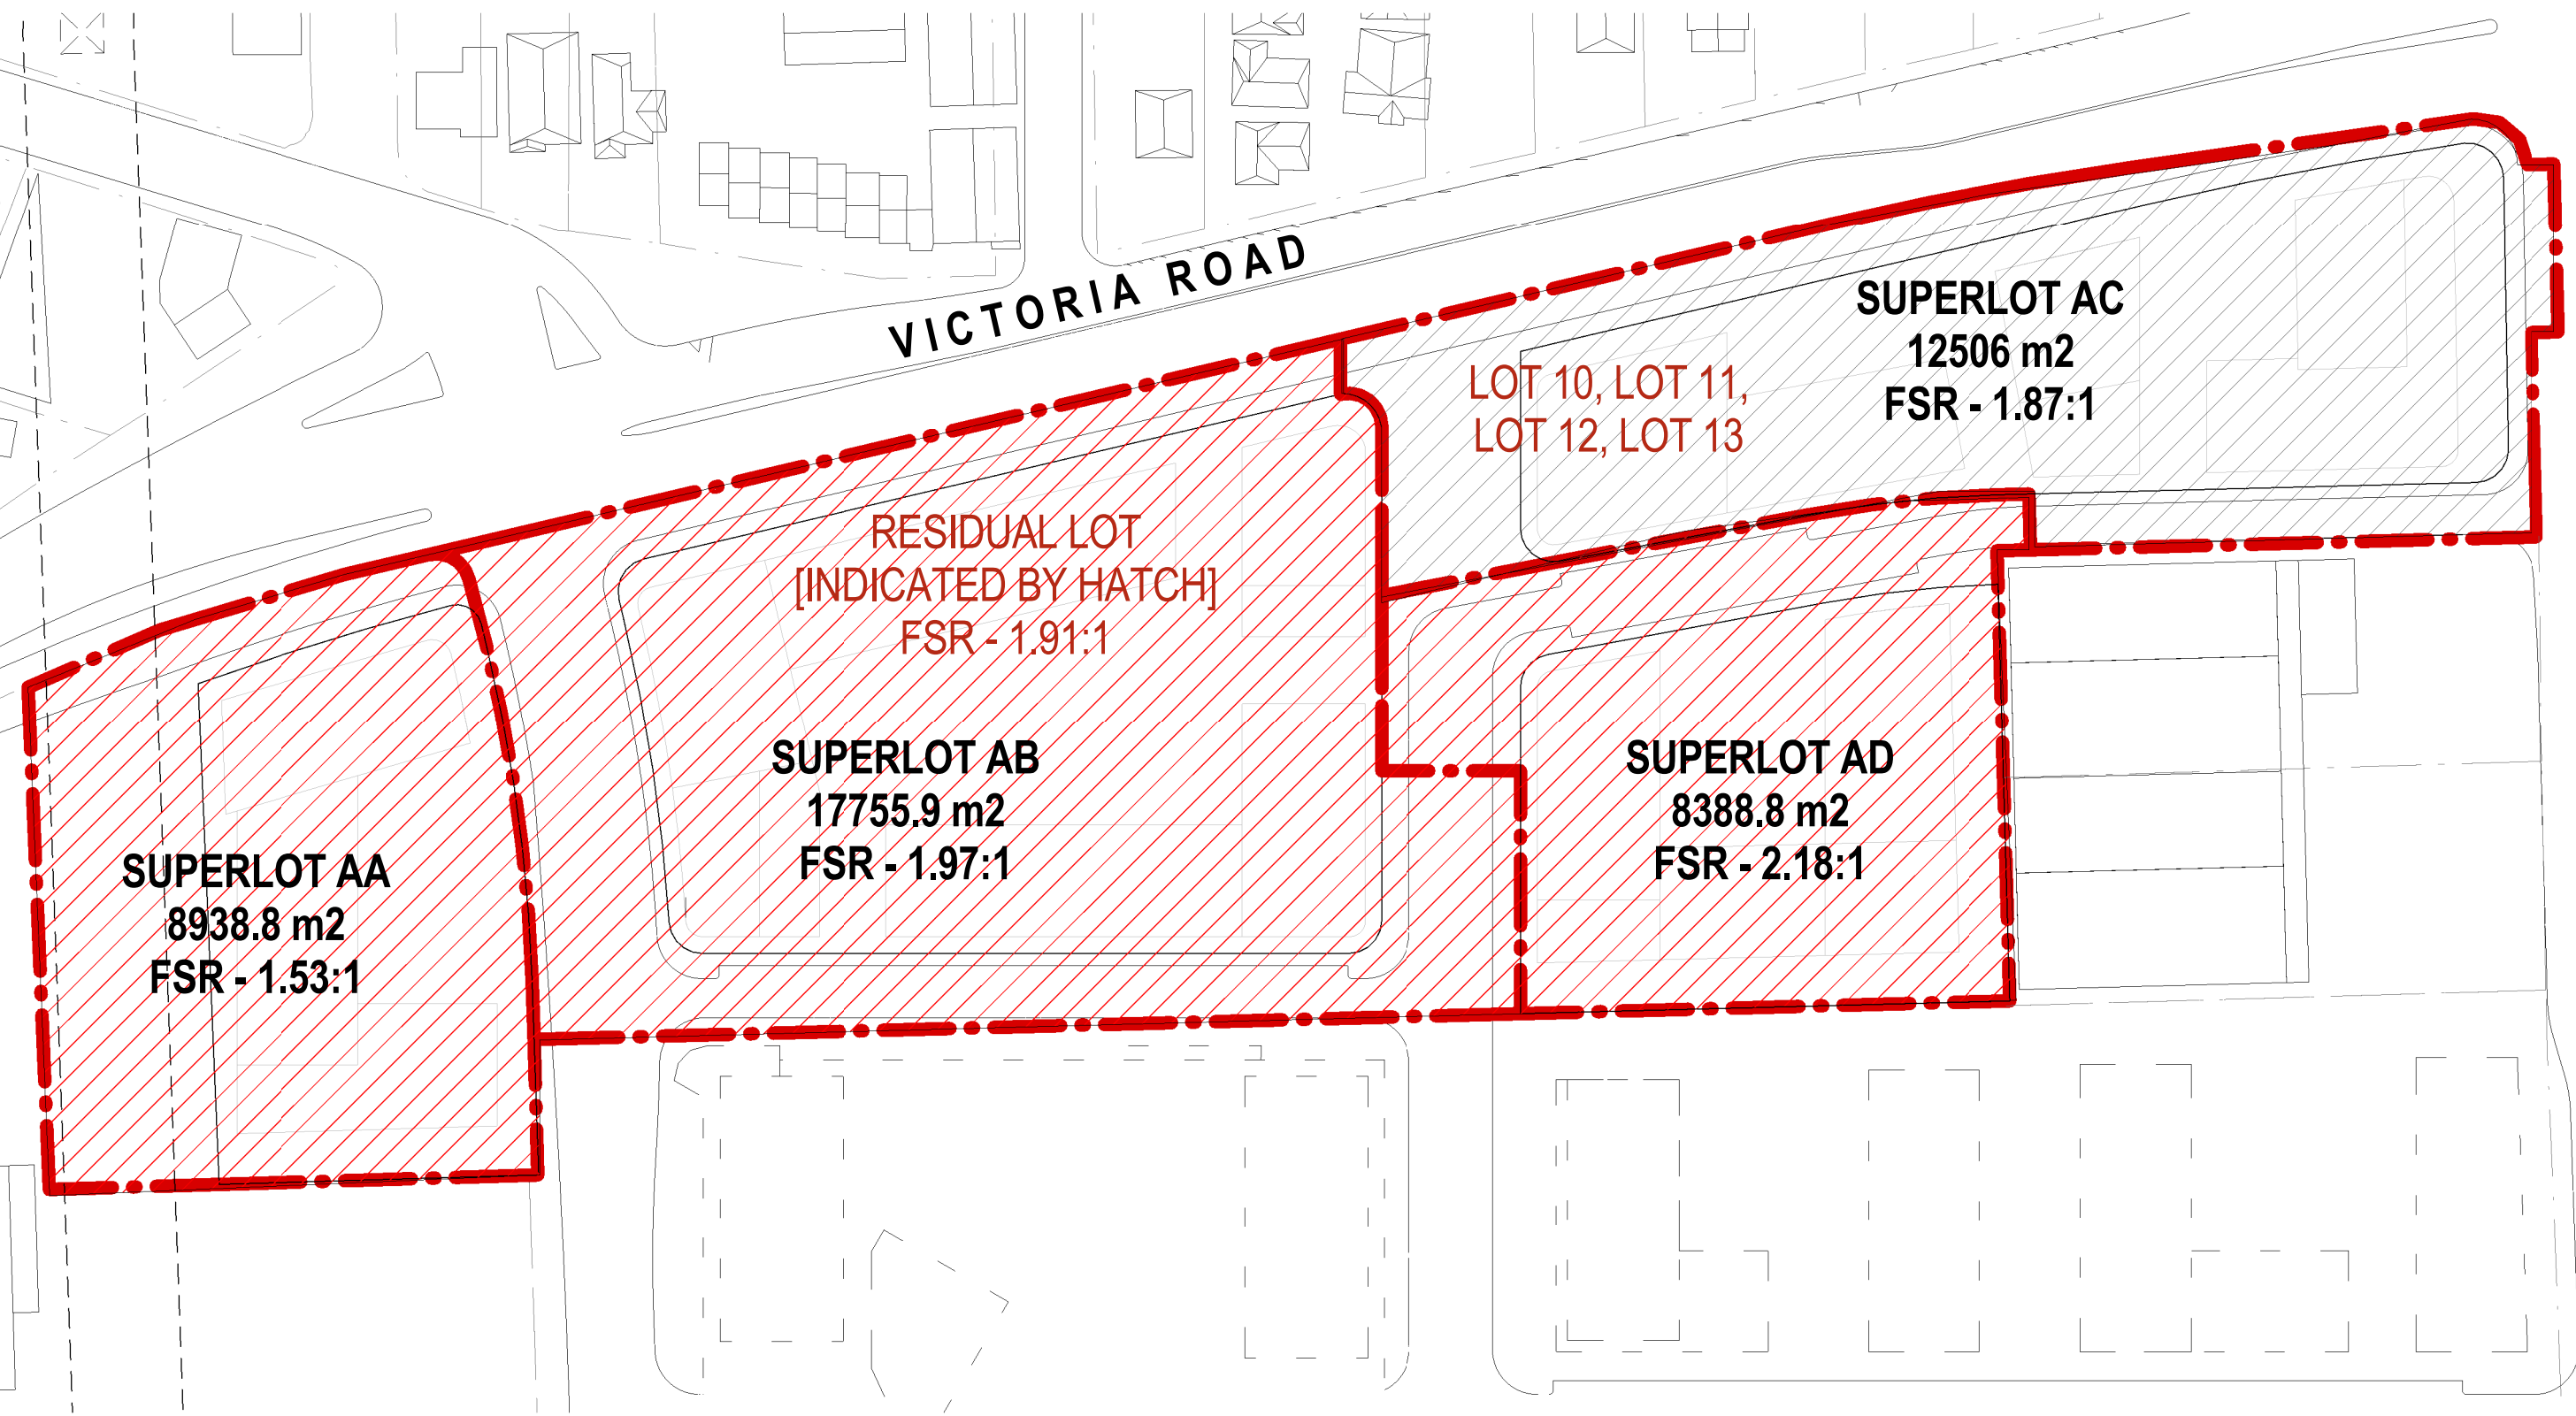 VICTORIA ROAD
SUPERLOT AC
12506 m2
FSR - 1.87:1
LOT 10, LOT 11,
LOT 12, LOT 13
RESIDUAL LOT
[INDICATED BY HATCH]
FSR - 1.91:1
SUPERLOT AB
17755.9 m2
FSR - 1.97:1
SUPERLOT AD
8388.8 m2
FSR - 2.18:1
SUPERLOT AA
8938.8 m2
FSR - 1.53:1